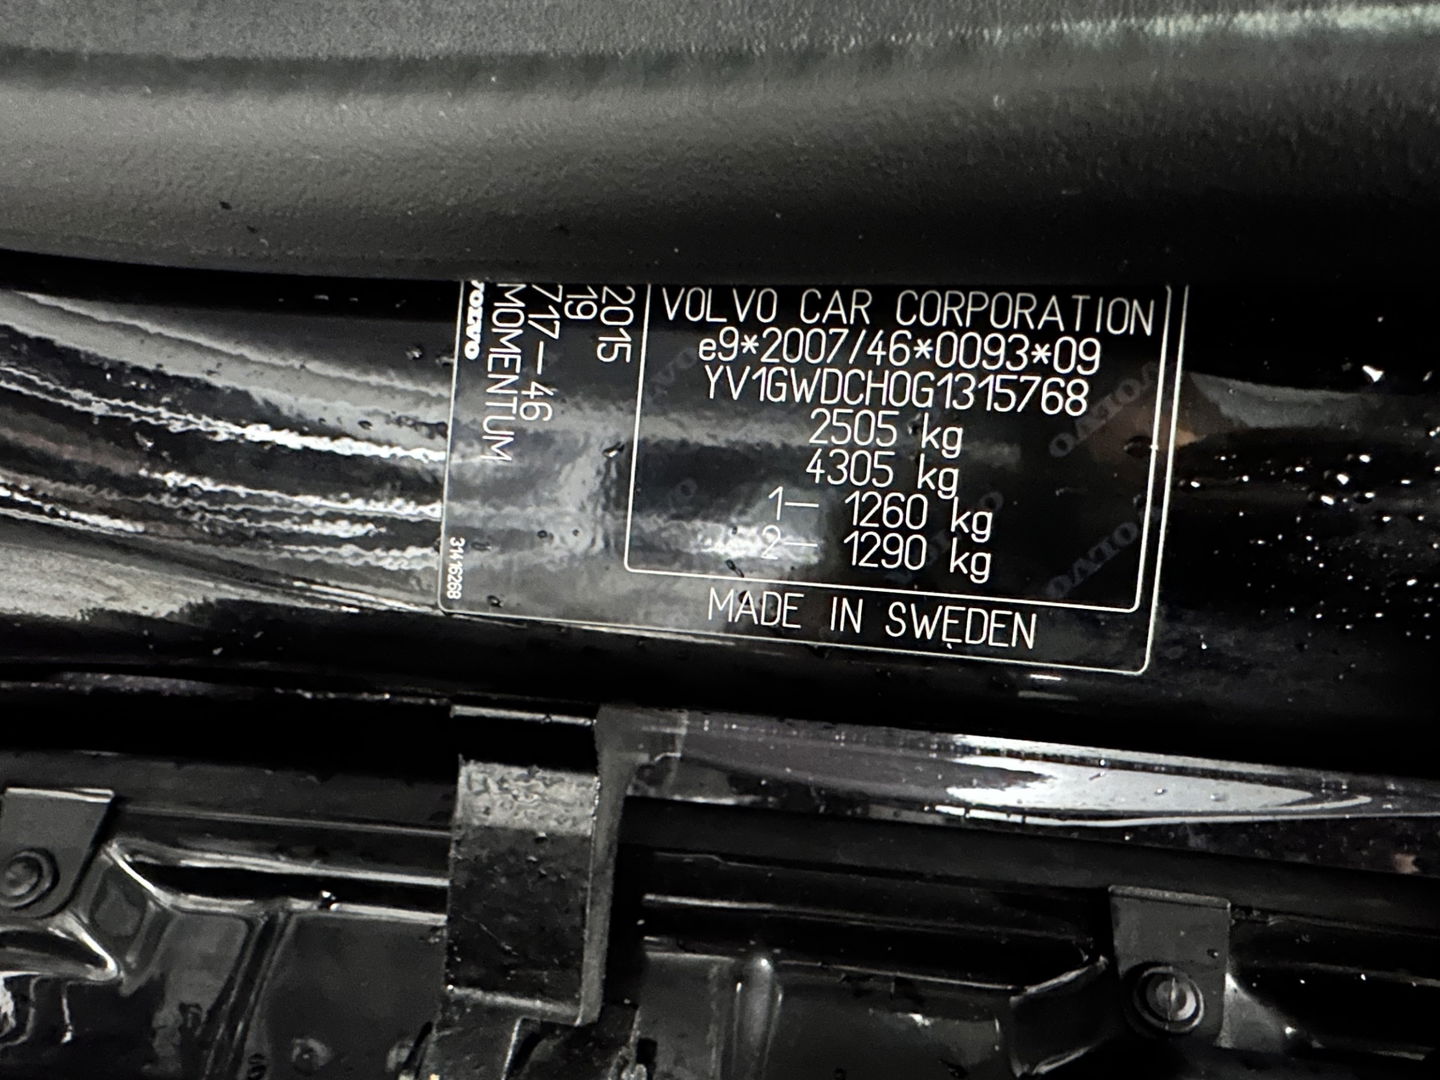 VOLVO CAR CORPORATION
e9*2007/46*0093*09
YV1GWDCH0G1315768
2505 kg
4305 kg
1— 1260 kg
2— 1290 kg
MADE IN SWEDEN
2015
19
717—46
MOMENTUM
VOLVO
31416268